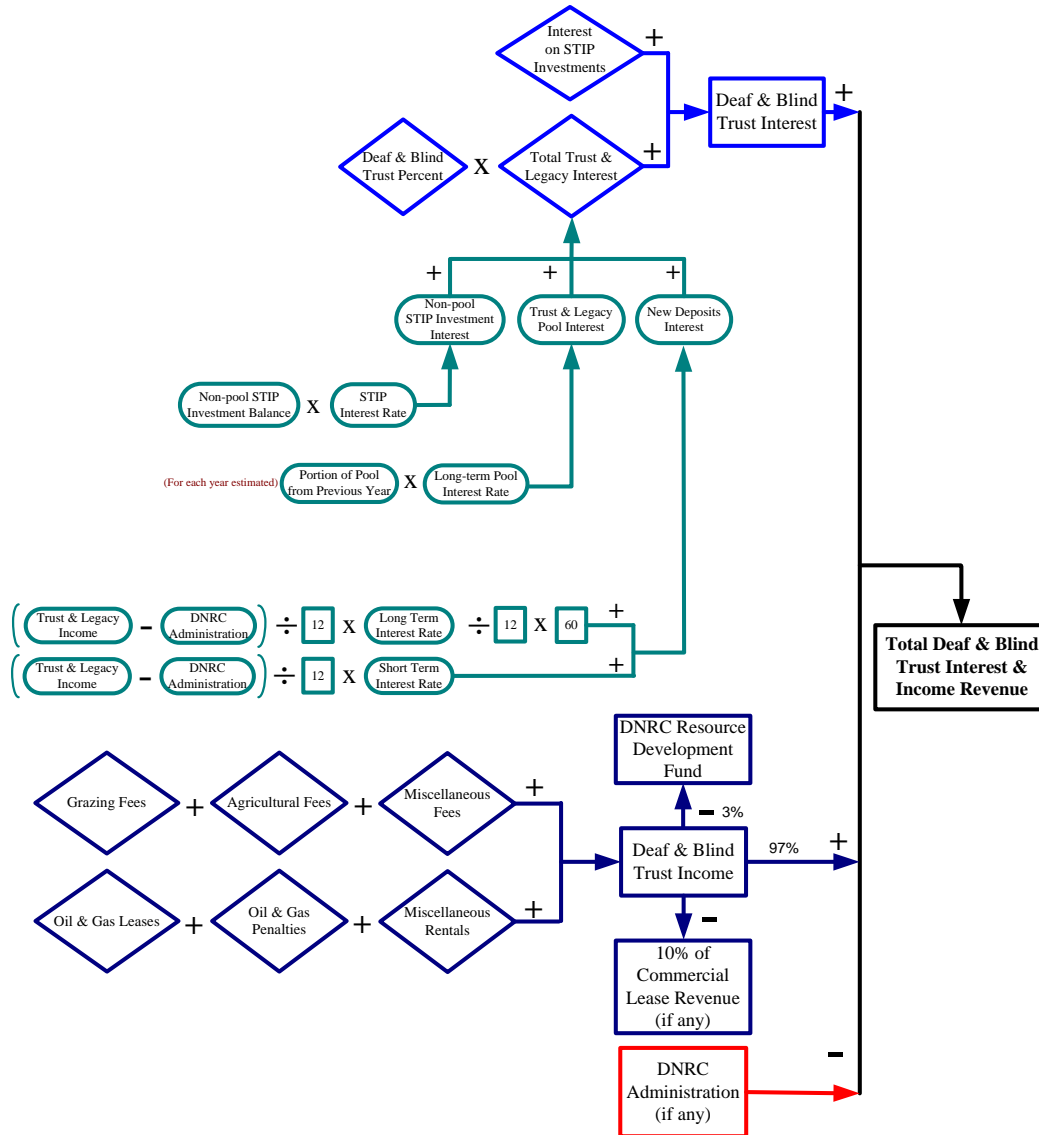 Interest
on STIP
Investments
+
Deaf & Blind
Trust Interest
+
Deaf & Blind
Trust Percent
X
Total Trust &
Legacy Interest
+
+
+
+
Non-pool
STIP Investment
Interest
Trust & Legacy
Pool Interest
New Deposits
Interest
Non-pool STIP
Investment Balance
X
STIP
Interest Rate
(For each year estimated)
Portion of Pool
from Previous Year
X
Long-term Pool
Interest Rate
(
Trust & Legacy
Income
-
DNRC
Administration
)
÷
12
X
Long Term
Interest Rate
÷
12
X
60
+
(
Trust & Legacy
Income
-
DNRC
Administration
)
÷
12
X
Short Term
Interest Rate
+
Total Deaf & Blind
Trust Interest &
Income Revenue
DNRC Resource
Development
Fund
- 3%
Grazing Fees
+
Agricultural Fees
+
Miscellaneous
Fees
+
Deaf & Blind
Trust Income
97%
+
Oil & Gas Leases
+
Oil & Gas
Penalties
+
Miscellaneous
Rentals
+
-
10% of
Commercial
Lease Revenue
(if any)
DNRC
Administration
(if any)
-